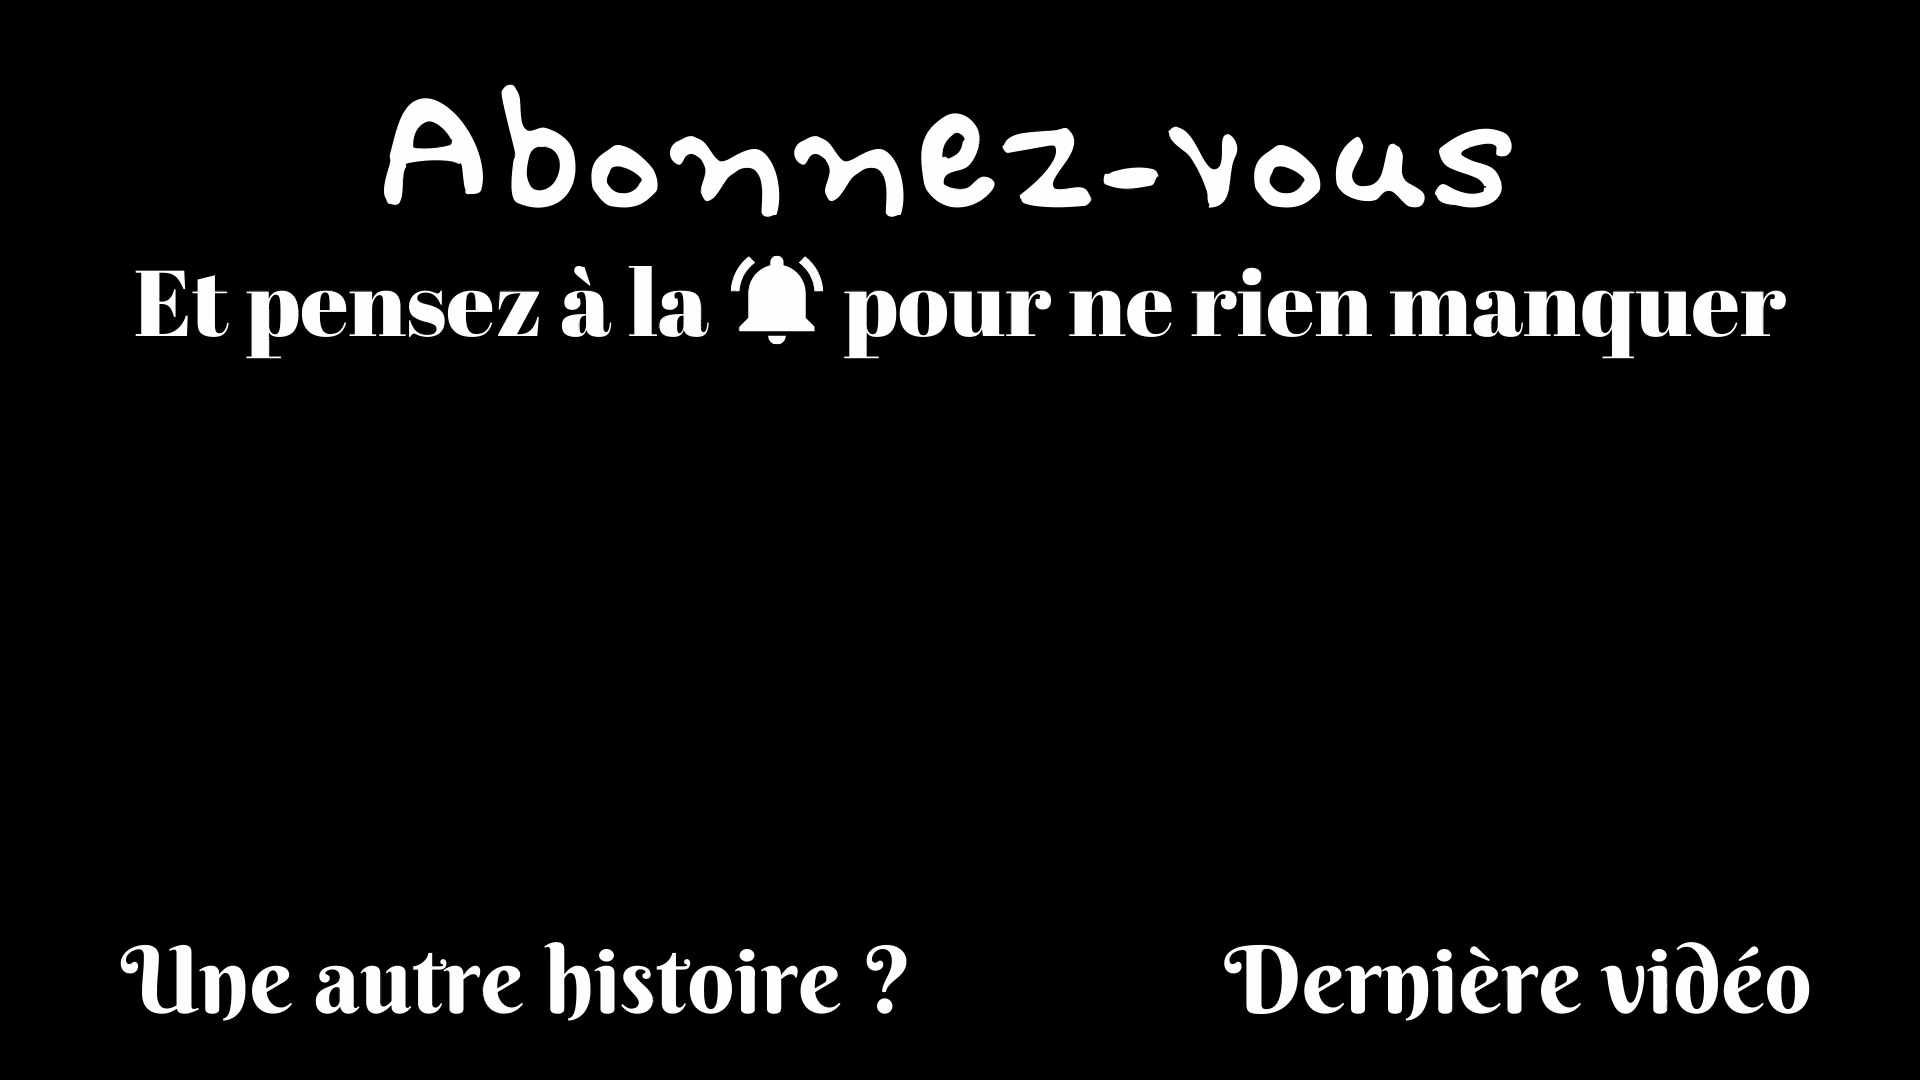 Abonnez-vous
Et pensez à la 🔔 pour ne rien manquer
Une autre histoire ?
Dernière vidéo